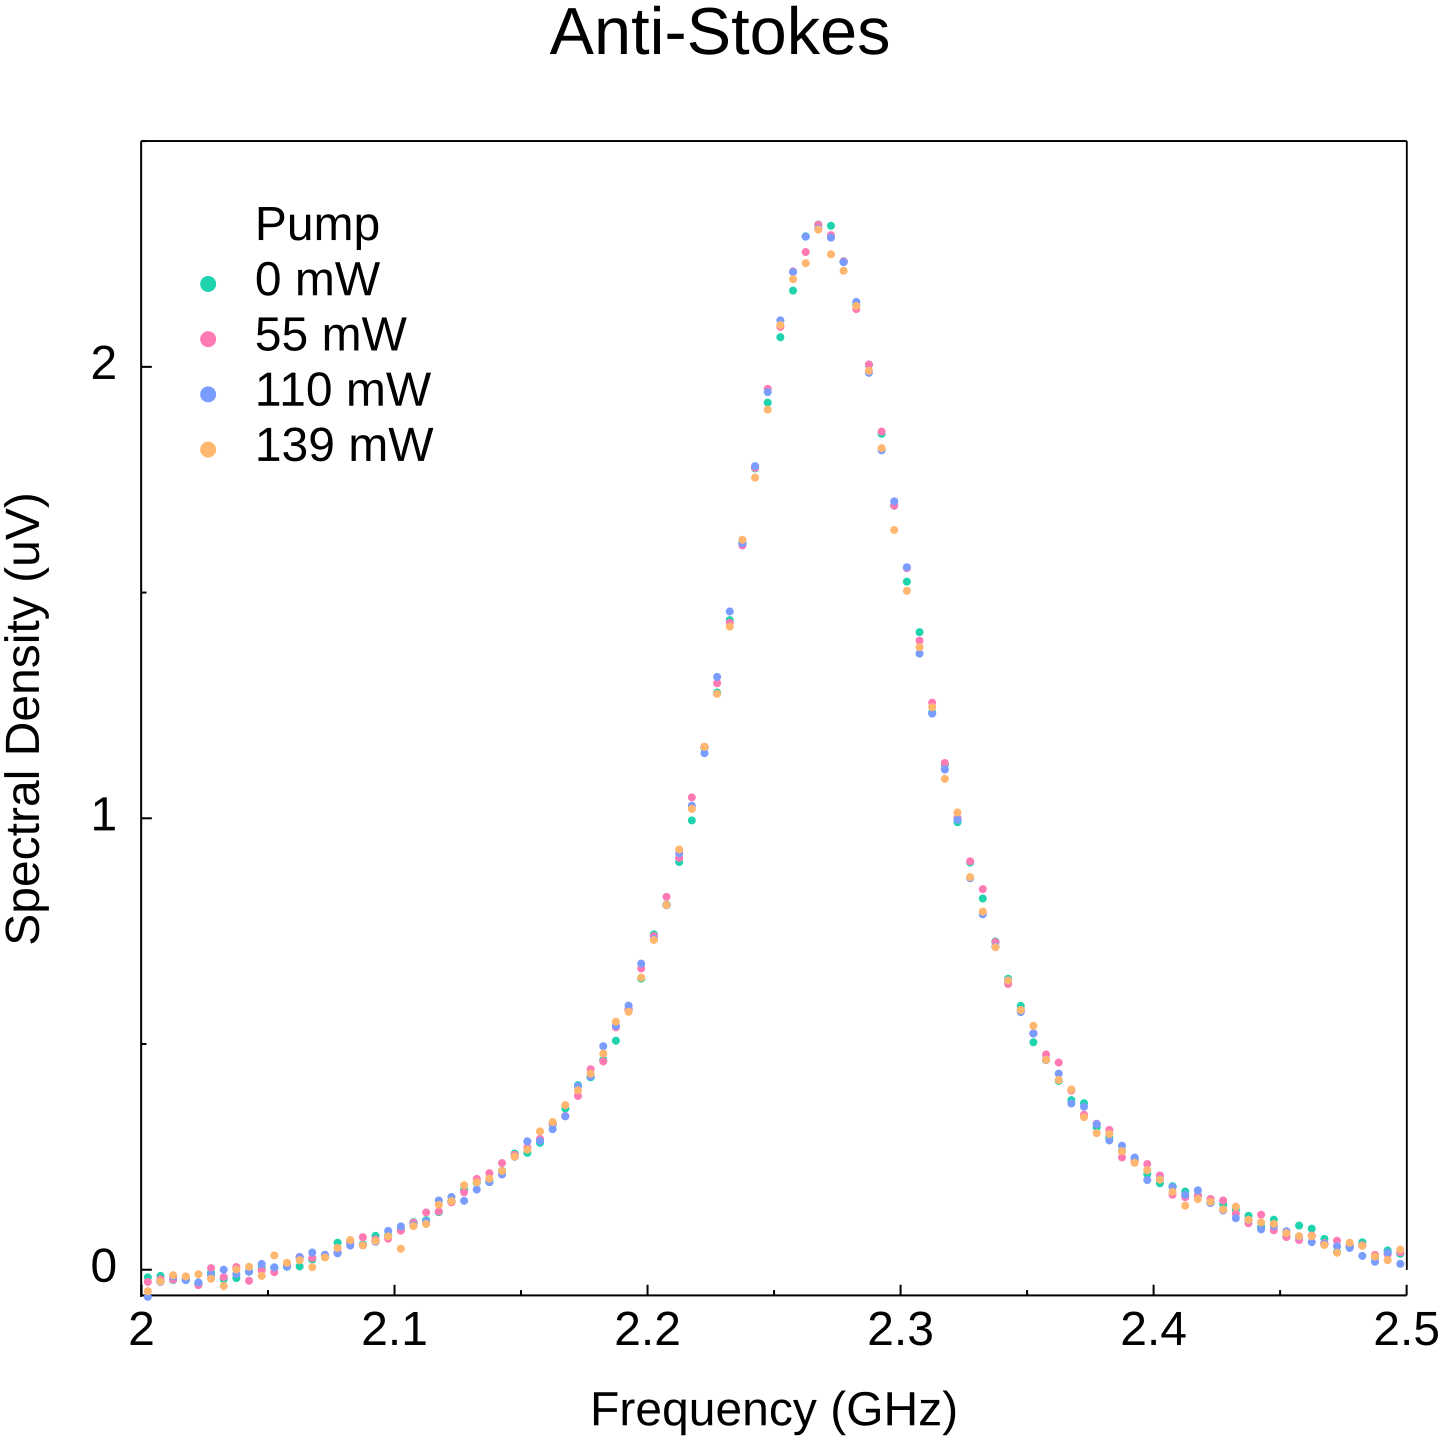 Anti-Stokes
Pump
0 mW
55 mW
110 mW
139 mW
Spectral Density (uV)
2
1
0
2
2.1
2.2
2.3
2.4
2.5
Frequency (GHz)